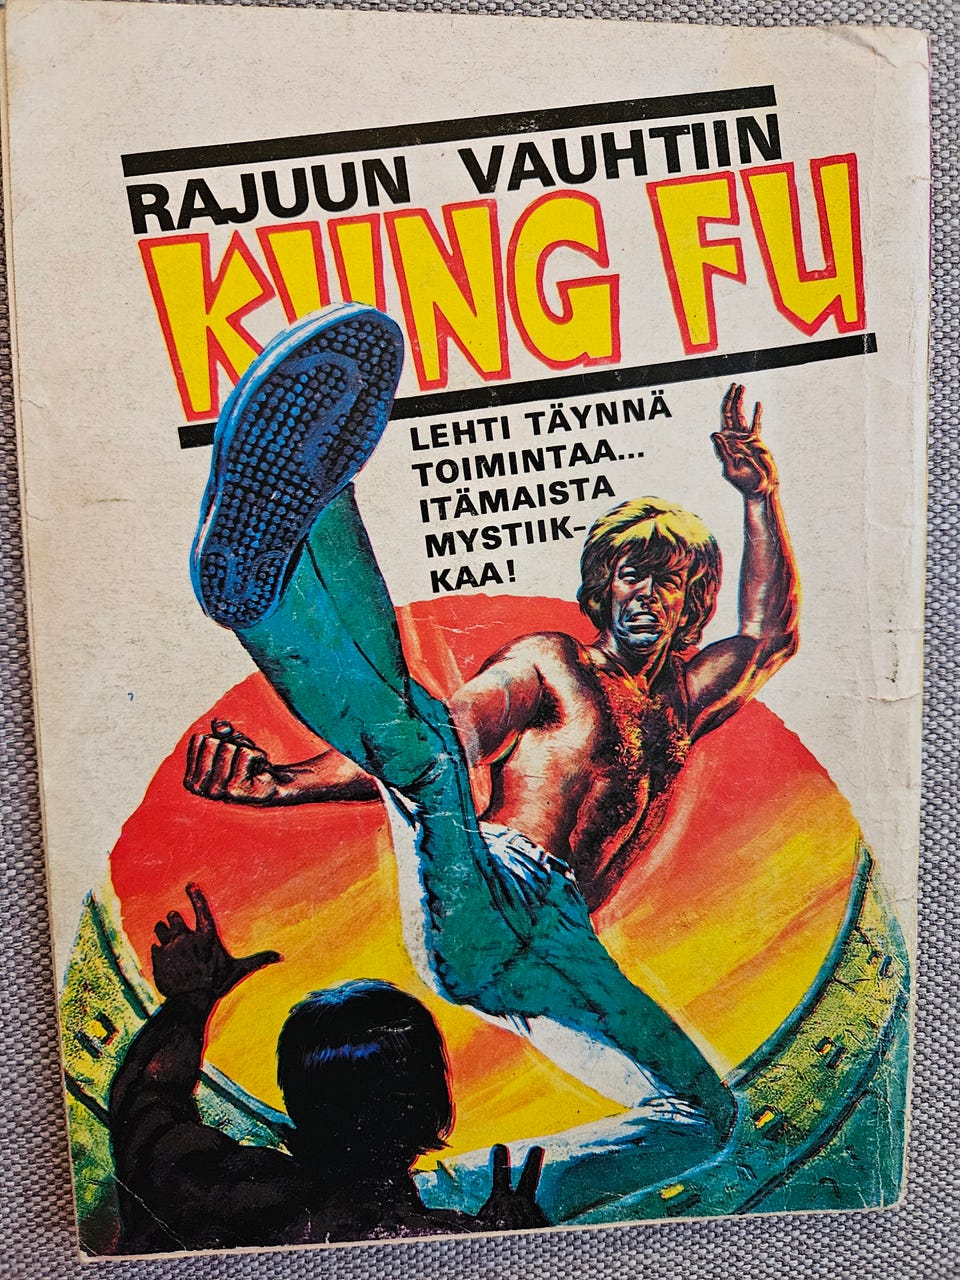 RAJUUN VAUHTIIN
KUNG FU
LEHTI TÄYNNÄ
TOIMINTAA...
ITÄMAISTA
MYSTIIK-
KAA!